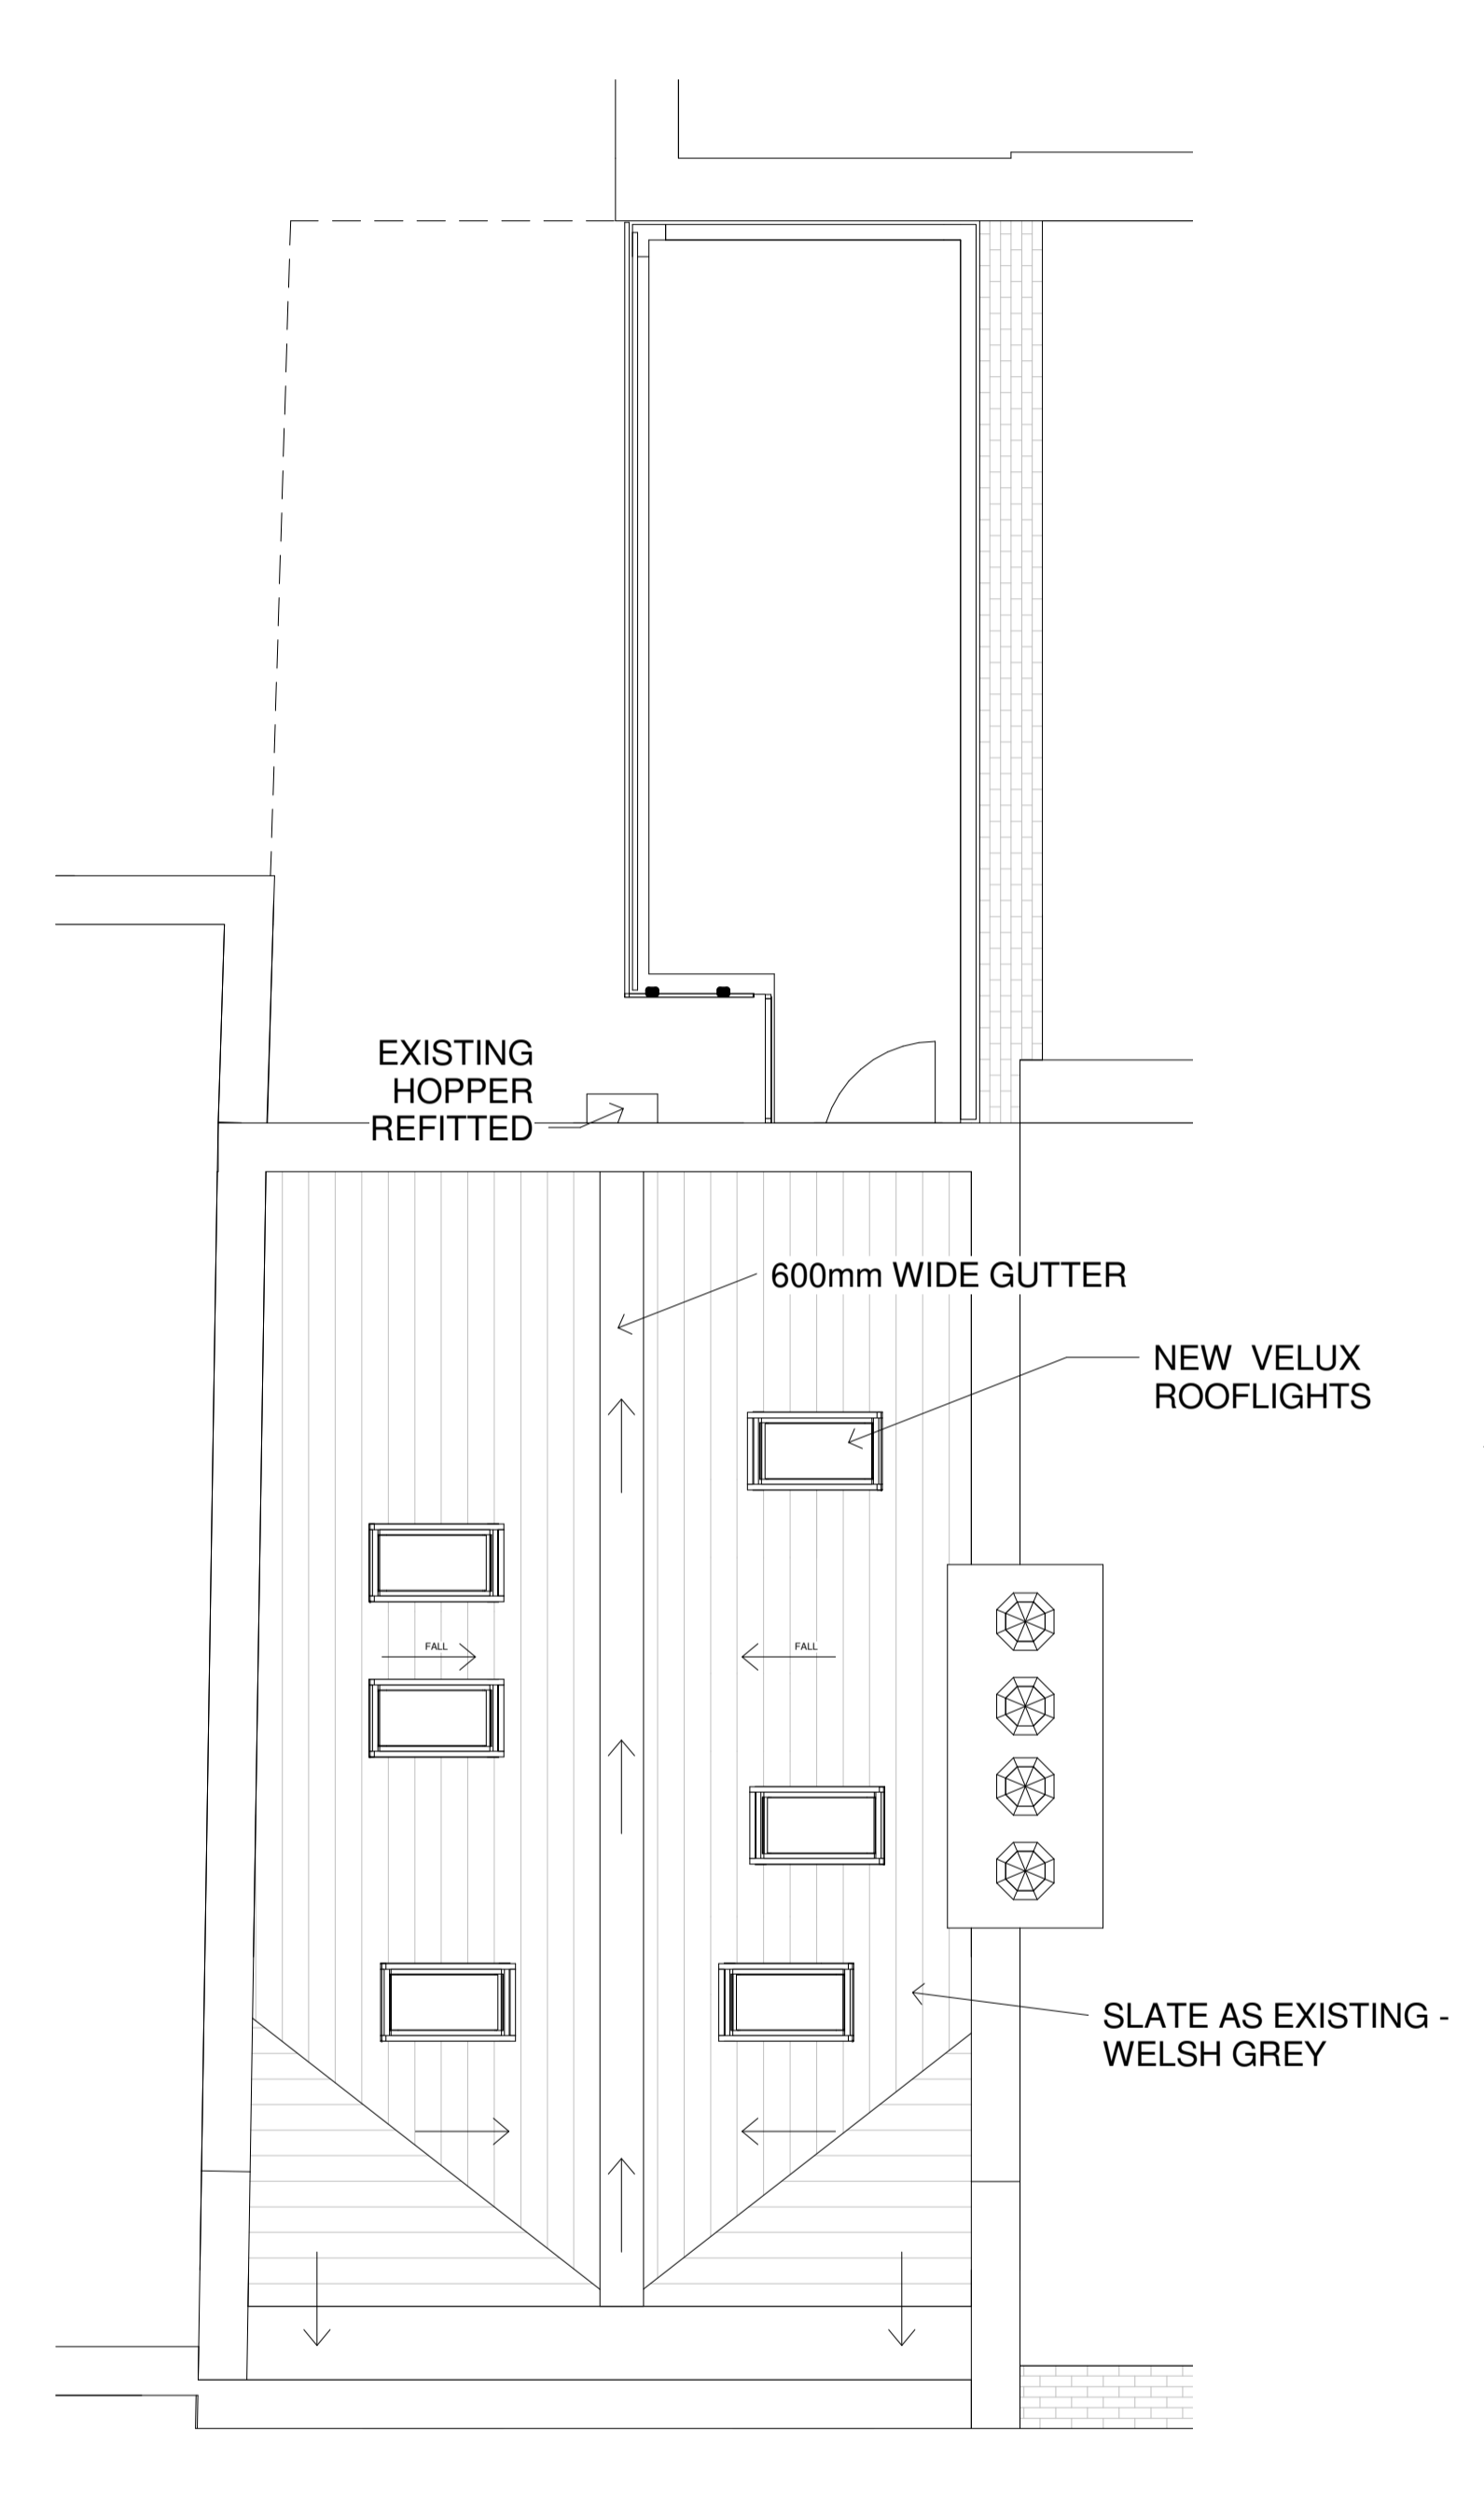 EXISTING
HOPPER
REFITTED
600mm WIDE GUTTER
NEW VELUX
ROOFLIGHTS
FALL
FALL
SLATE AS EXISTING -
WELSH GREY